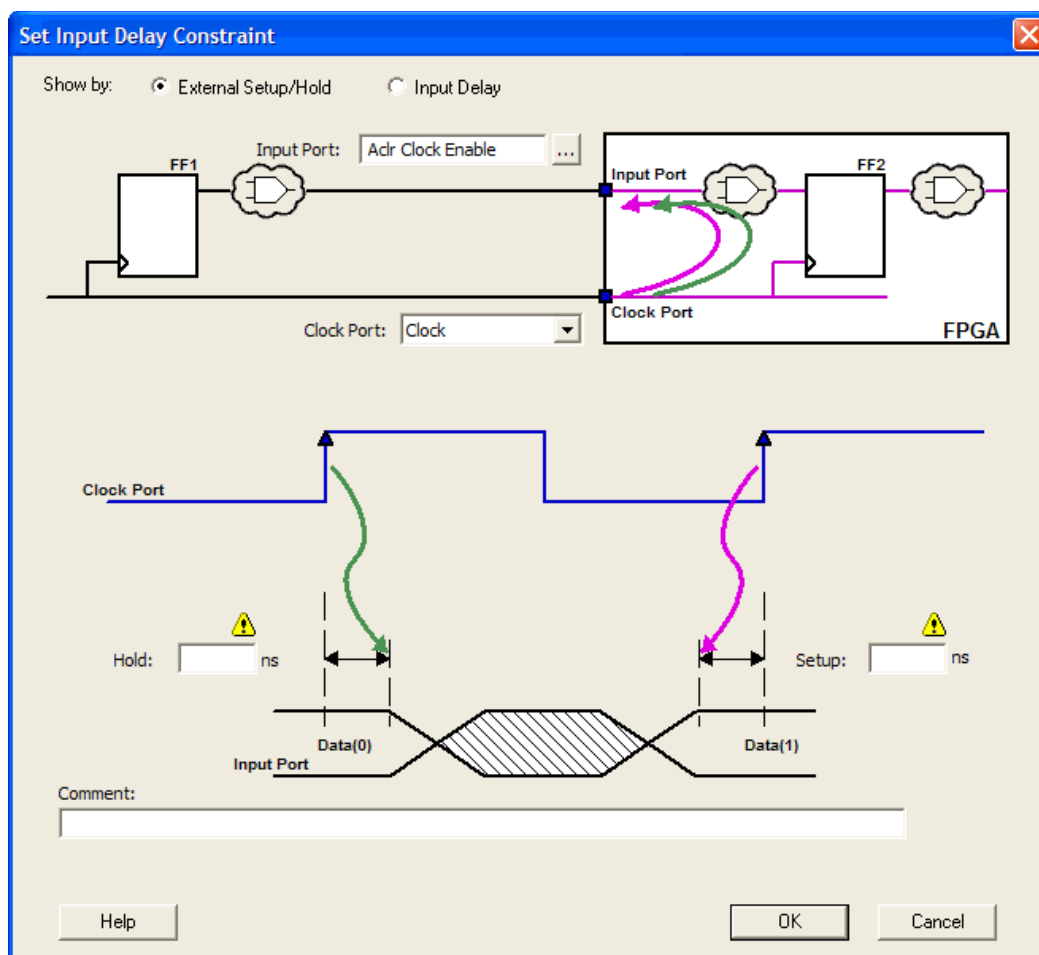 Set Input Delay Constraint
Show by: External Setup/Hold Input Delay
Input Port: Aclr Clock Enable ...
FF1
Input Port
FF2
Clock Port
Clock Port: Clock
FPGA
Clock Port
Hold: ns
Setup: ns
Data(0)
Data(1)
Input Port
Comment:
Help
OK
Cancel